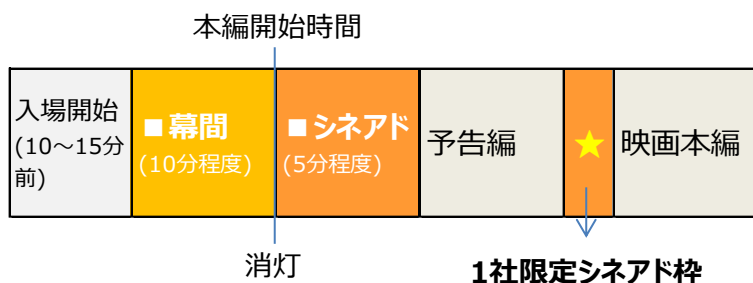 本編開始時間
入場開始
(10～15分
前)
■幕間
(10分程度)
■シネアド
(5分程度)
予告編
★
映画本編
消灯
1社限定シネアド枠